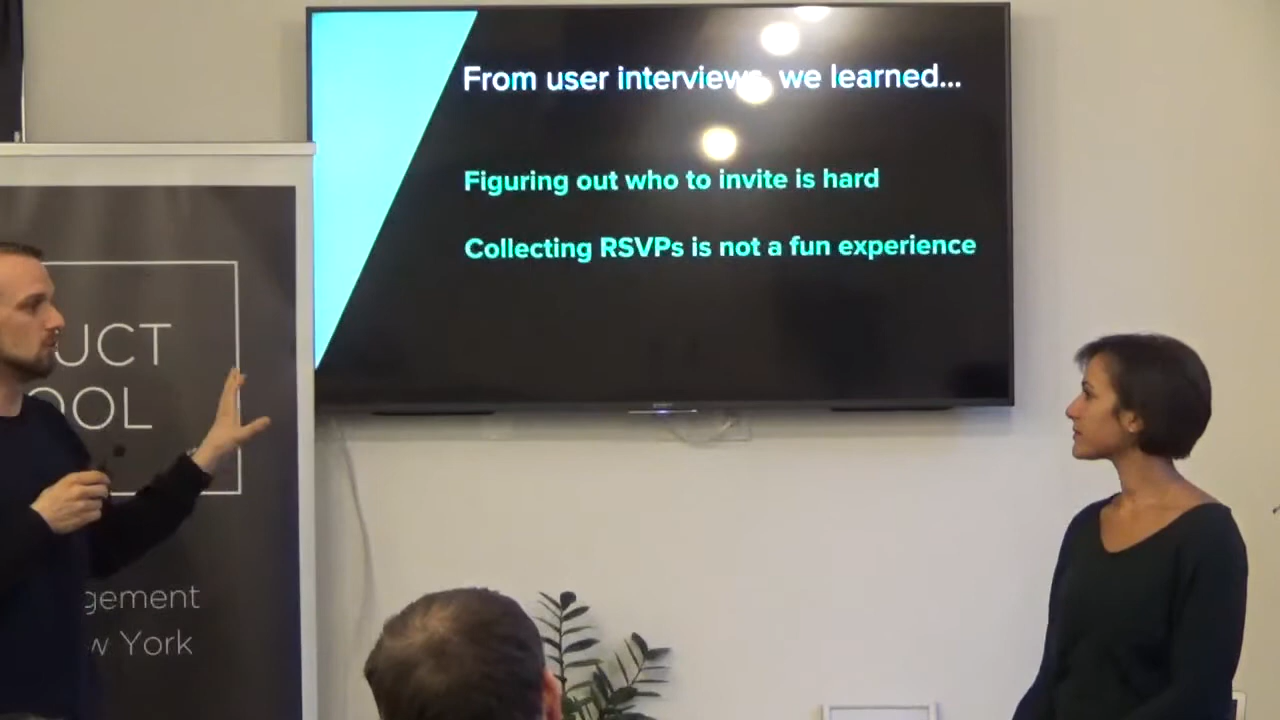 From user interviews, we learned...
Figuring out who to invite is hard
Collecting RSVPs is not a fun experience
UCT
OOL
gement
w York